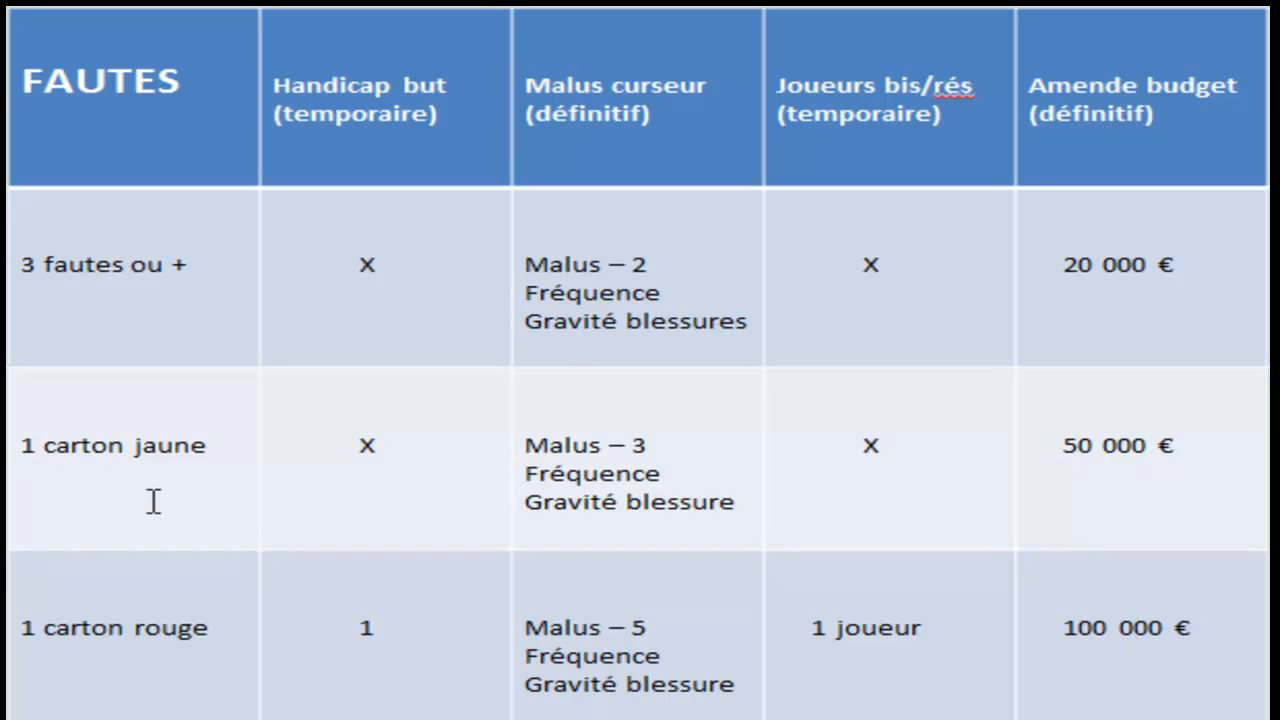 FAUTES
Handicap but
(temporaire)
Malus curseur
(définitif)
Joueurs bis/rés
(temporaire)
Amende budget
(définitif)
3 fautes ou +
X
Malus – 2
Fréquence
Gravité blessures
X
20 000 €
1 carton jaune
X
Malus – 3
Fréquence
Gravité blessure
X
50 000 €
1 carton rouge
1
Malus – 5
Fréquence
Gravité blessure
1 joueur
100 000 €